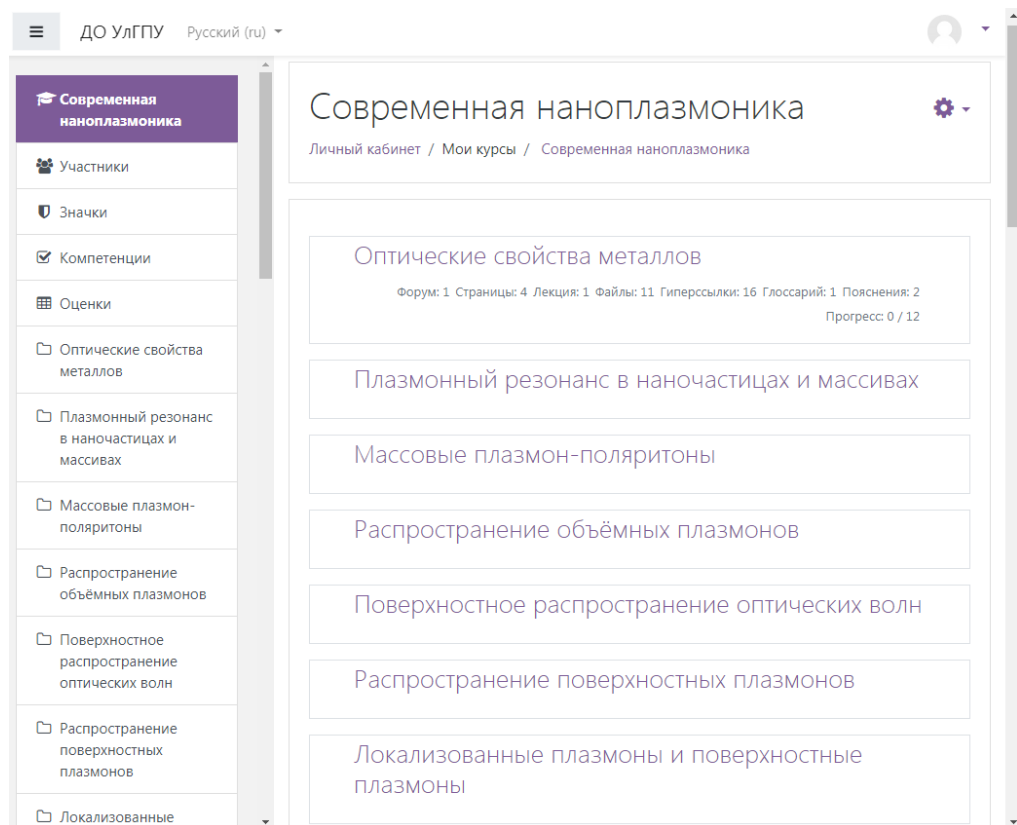 ДО УлГПУ Русский (ru)
Современная
наноплазмоника
Участники
Значки
Компетенции
Оценки
Оптические свойства
металлов
Плазмонный резонанс
в наночастицах и
массивах
Массовые плазмон-
поляритоны
Распространение
объёмных плазмонов
Поверхностное
распространение
оптических волн
Распространение
поверхностных
плазмонов
Локализованные
Современная наноплазмоника
Личный кабинет / Мои курсы / Современная наноплазмоника
Оптические свойства металлов
Форум: 1 Страницы: 4 Лекция: 1 Файлы: 11 Гиперссылки: 16 Глоссарий: 1 Пояснения: 2
Прогресс: 0 / 12
Плазмонный резонанс в наночастицах и массивах
Массовые плазмон-поляритоны
Распространение объёмных плазмонов
Поверхностное распространение оптических волн
Распространение поверхностных плазмонов
Локализованные плазмоны и поверхностные
плазмоны